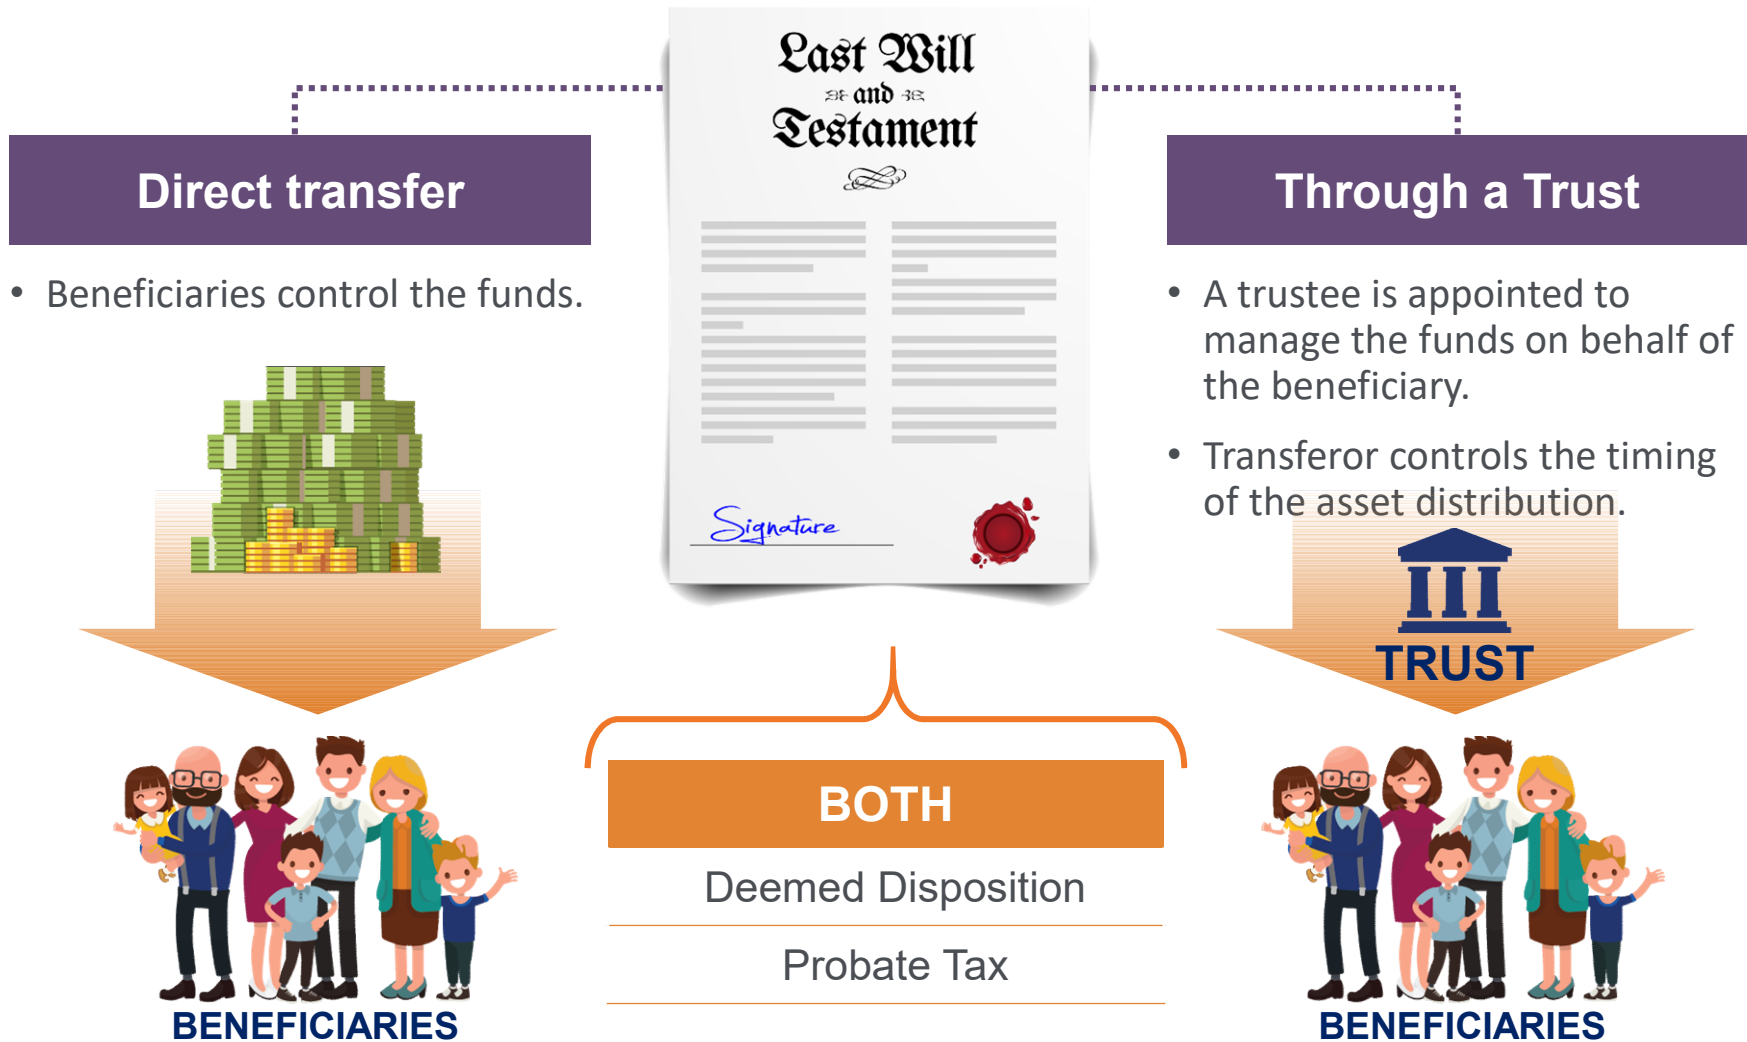 Last Will
and
Testament
Signature
Direct transfer
• Beneficiaries control the funds.
BENEFICIARIES
Through a Trust
• A trustee is appointed to
manage the funds on behalf of
the beneficiary.
• Transferor controls the timing
of the asset distribution.
TRUST
BENEFICIARIES
BOTH
Deemed Disposition
Probate Tax